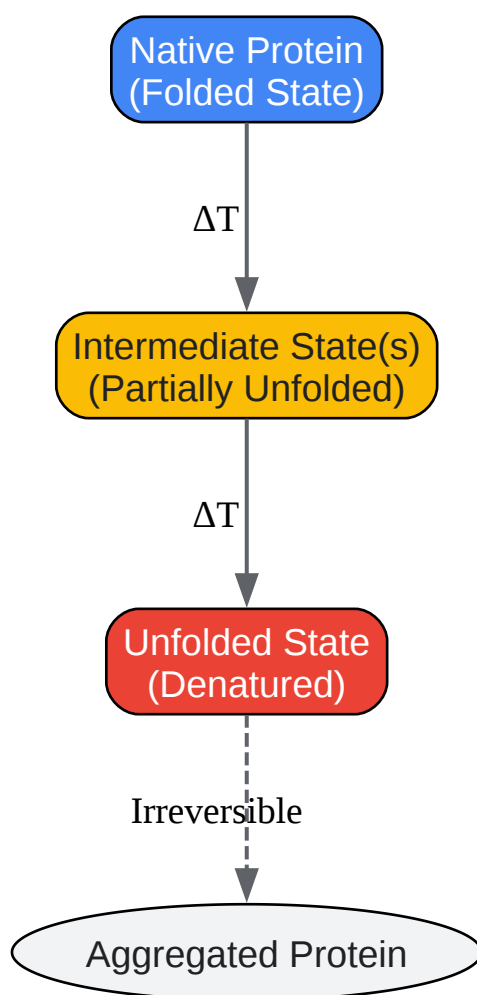 Native Protein
(Folded State)
ΔT
Intermediate State(s)
(Partially Unfolded)
ΔT
Unfolded State
(Denatured)
Irreversible
Aggregated Protein